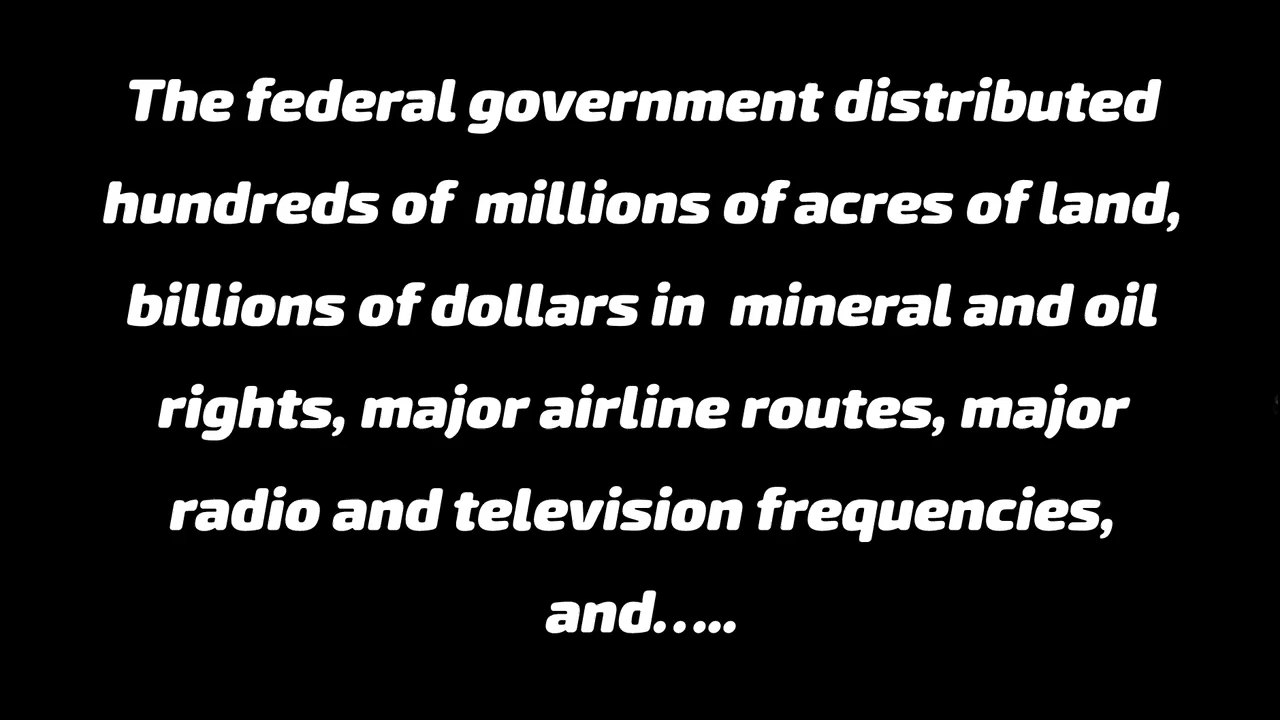 The federal government distributed
hundreds of  millions of acres of land,
billions of dollars in  mineral and oil
rights, major airline routes, major
radio and television frequencies,
and.....